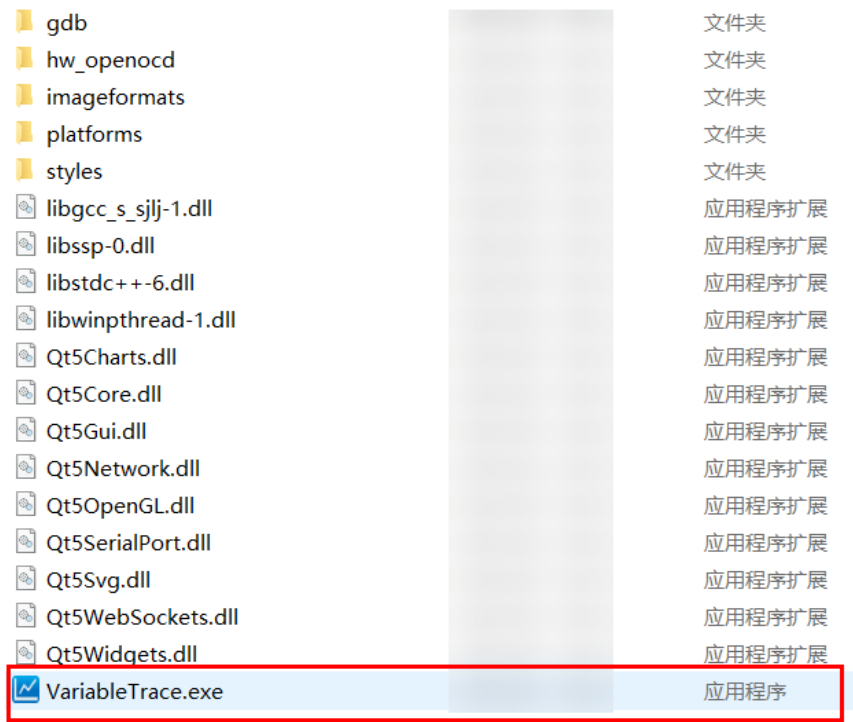 gdb 文件夹
hw_openocd 文件夹
imageformats 文件夹
platforms 文件夹
styles 文件夹
libgcc_s_sjlj-1.dll 应用程序扩展
libssp-0.dll 应用程序扩展
libstdc++-6.dll 应用程序扩展
libwinpthread-1.dll 应用程序扩展
Qt5Charts.dll 应用程序扩展
Qt5Core.dll 应用程序扩展
Qt5Gui.dll 应用程序扩展
Qt5Network.dll 应用程序扩展
Qt5OpenGL.dll 应用程序扩展
Qt5SerialPort.dll 应用程序扩展
Qt5Svg.dll 应用程序扩展
Qt5WebSockets.dll 应用程序扩展
Qt5Widgets.dll 应用程序扩展
VariableTrace.exe 应用程序